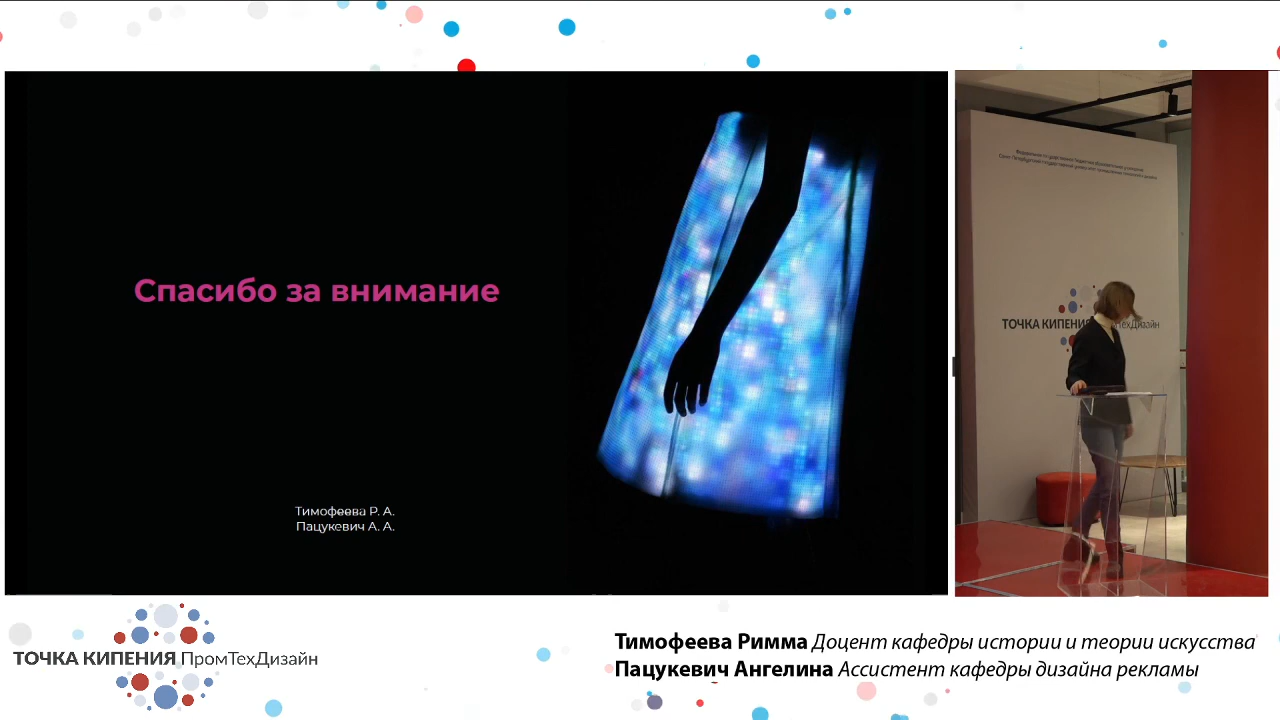 Спасибо за внимание
Тимофеева Р. А.
Пацукевич А. А.
ТОЧКА КИПЕНИЯ ПромТехДизайн
ТОЧКА КИПЕНИЯ ПромТехДизайн
Тимофеева Римма Доцент кафедры истории и теории искусства
Пацукевич Ангелина Ассистент кафедры дизайна рекламы